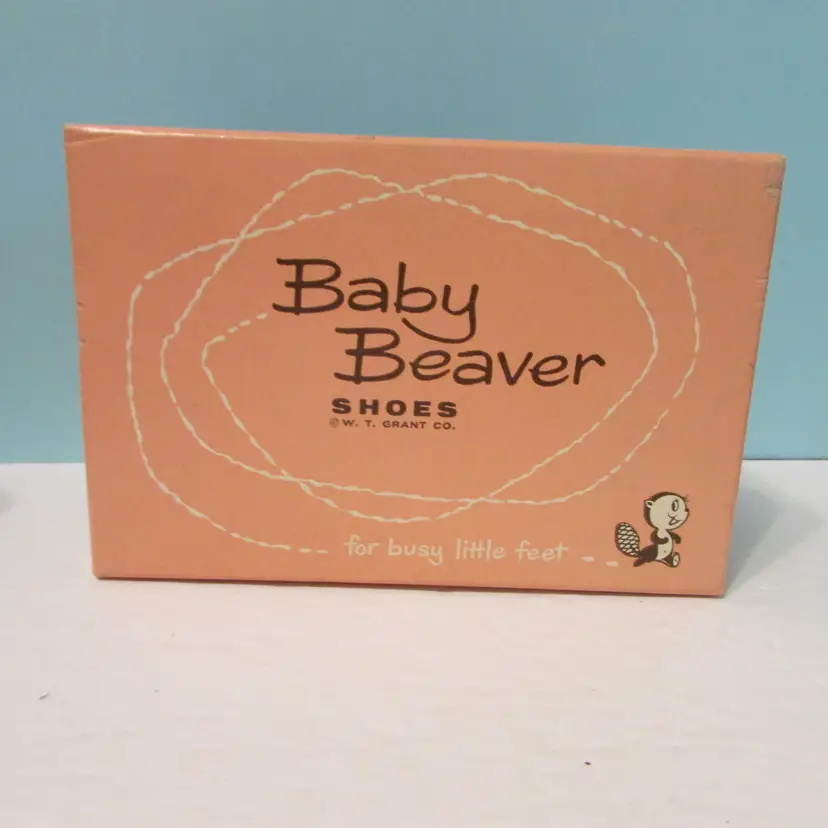 Baby
Beaver
SHOES
© W. T. GRANT CO.
for busy little feet